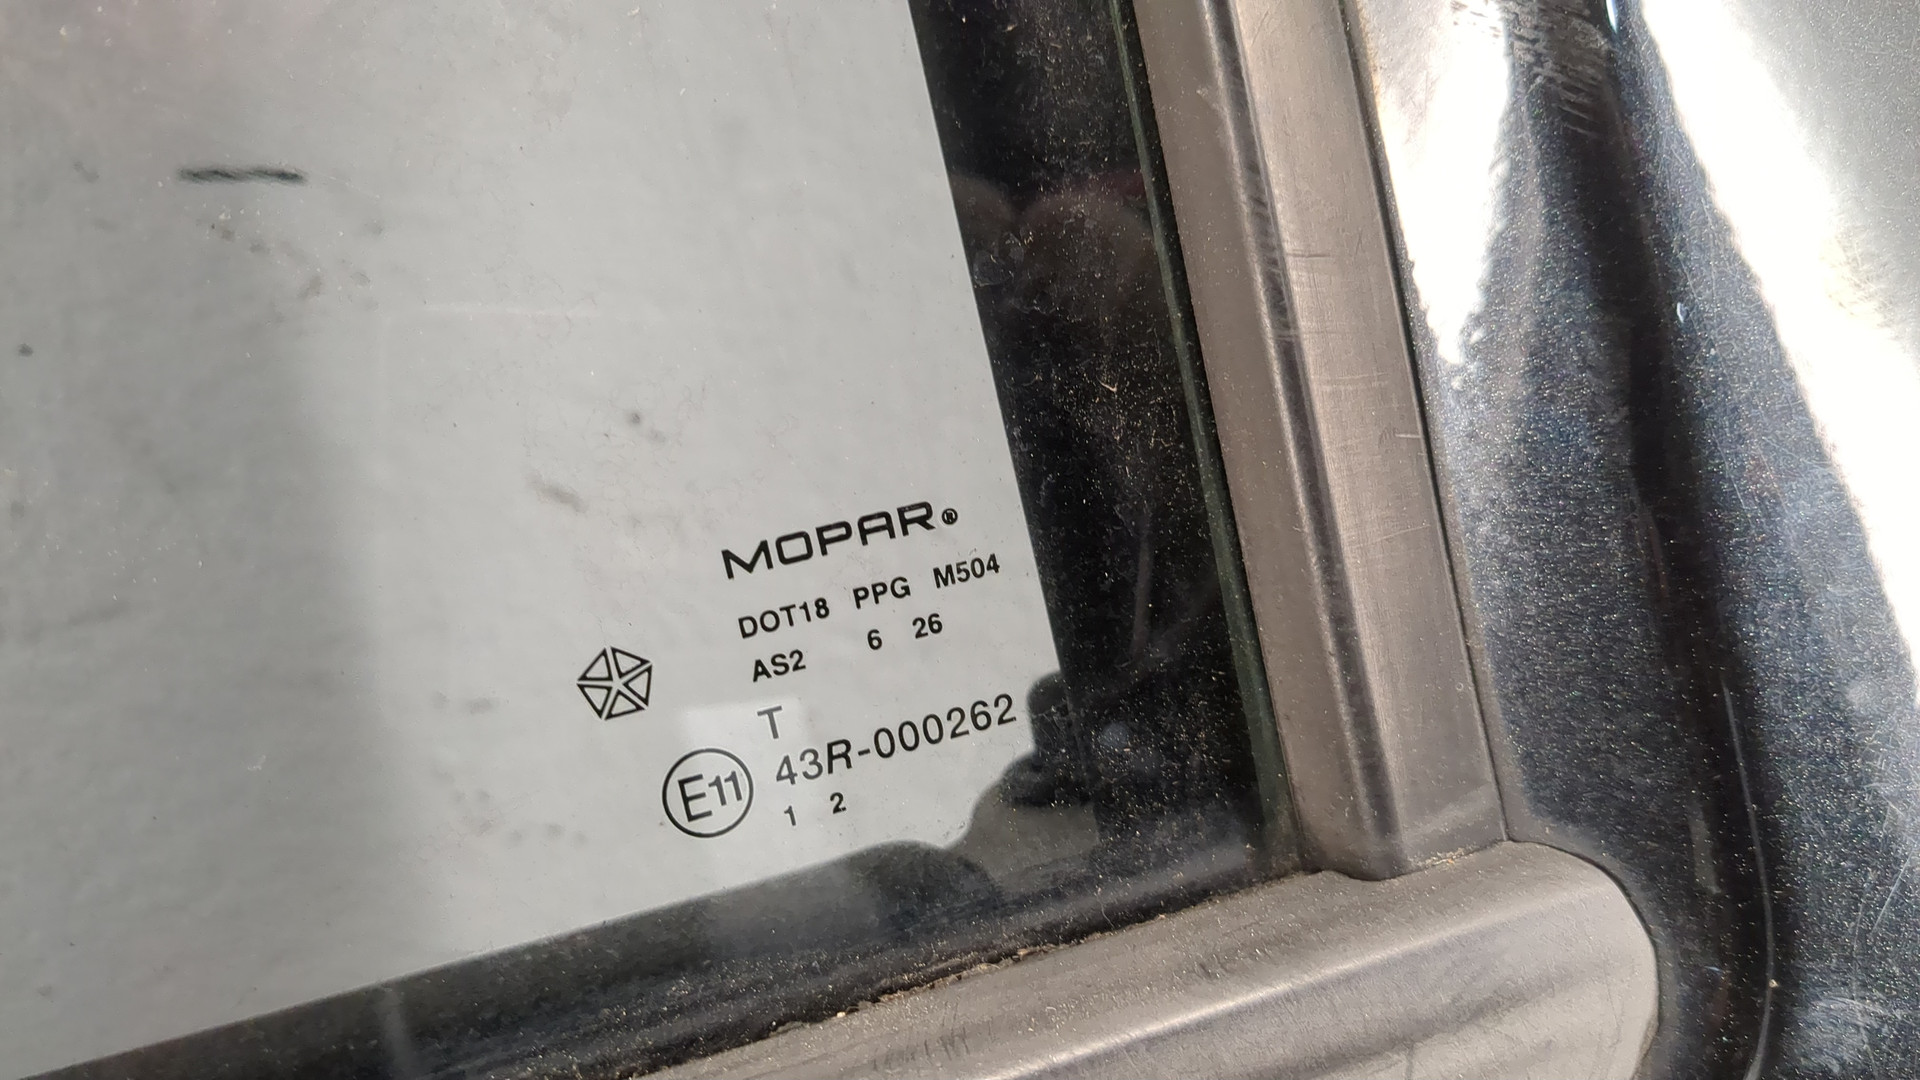 MOPAR®
DOT18 PPG M504
AS2 6 26
T
E11 43R-000262
1 2